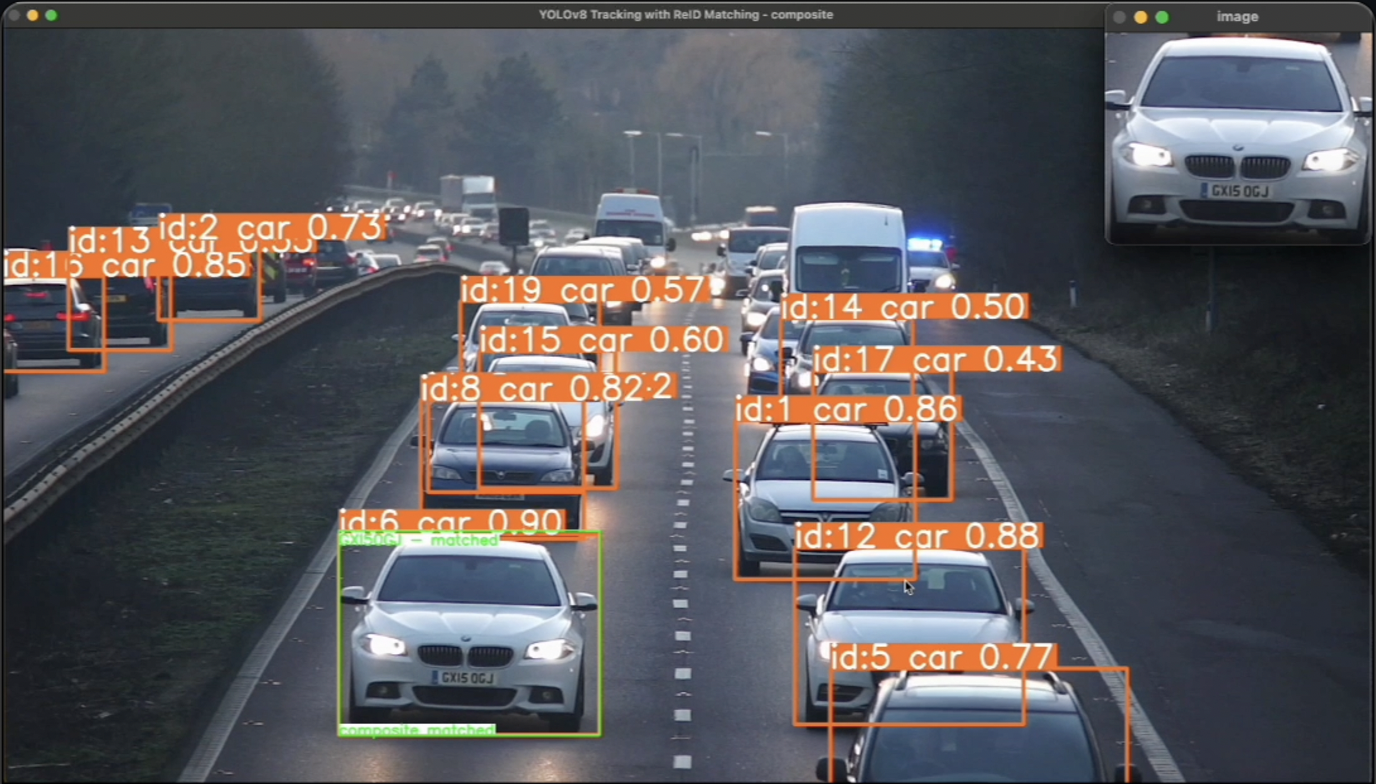 YOLOv8 Tracking with ReID Matching - composite
image
GX15 OGJ
id:2 car 0.73
id:13 car
id:16 car 0.85
id:19 car 0.57
id:14 car 0.50
id:15 car 0.60
id:17 car 0.43
id:8 car 0.82
id:1 car 0.86
id:6 car 0.90
GX15OGJ - matched
id:12 car 0.88
id:5 car 0.77
GX15 OGJ
composite matched